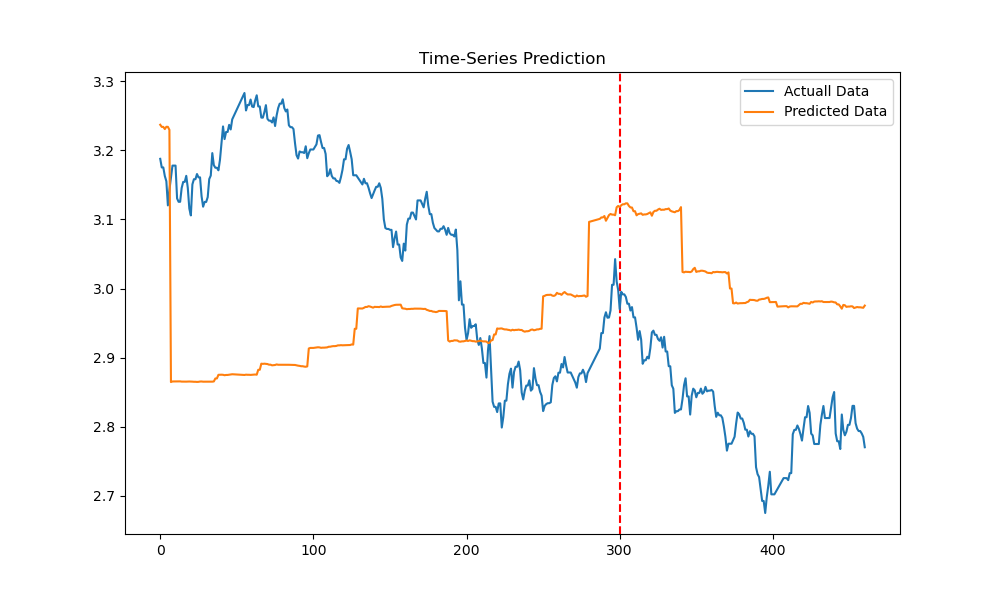 Time-Series Prediction
Actuall Data
Predicted Data
3.3
3.2
3.1
3.0
2.9
2.8
2.7
0 100 200 300 400